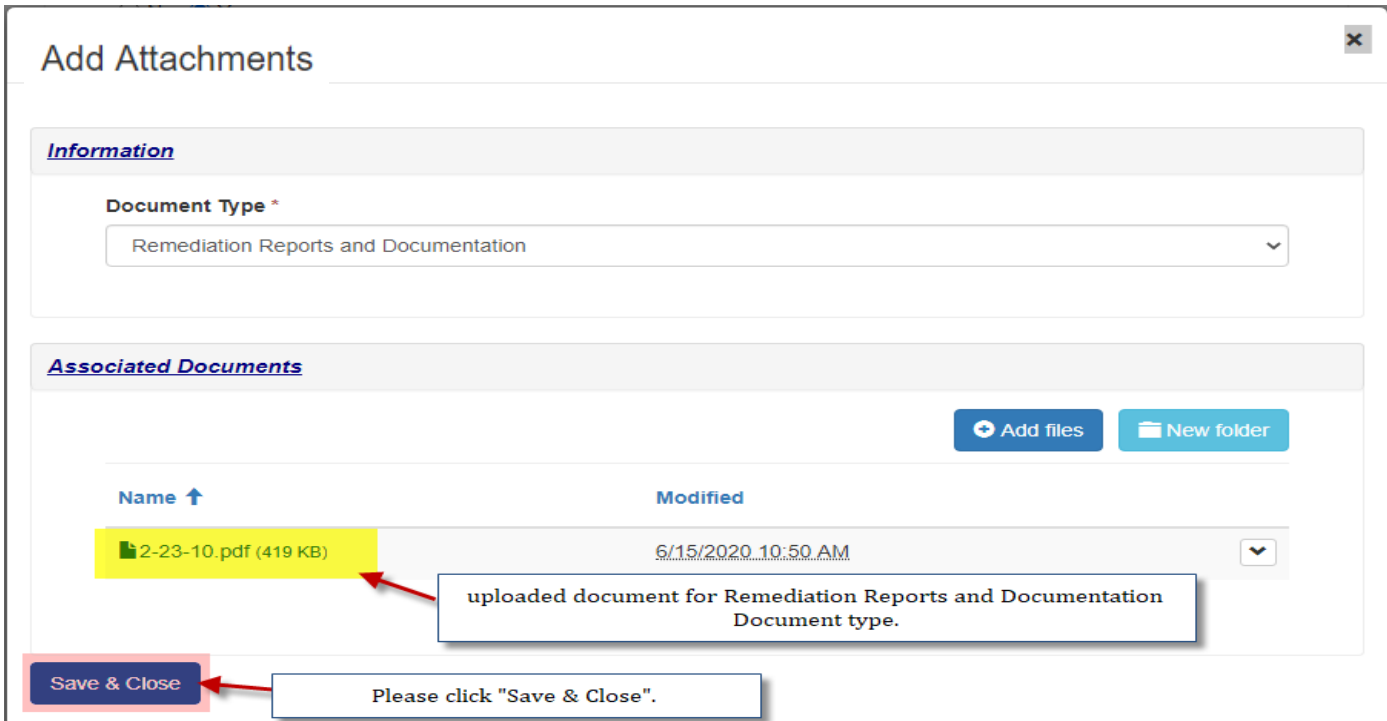 Add Attachments
Information
Document Type *
Remediation Reports and Documentation
Associated Documents
Add files
New folder
Name
Modified
2-23-10.pdf (419 KB)
6/15/2020 10:50 AM
uploaded document for Remediation Reports and Documentation
Document type.
Save & Close
Please click "Save & Close".